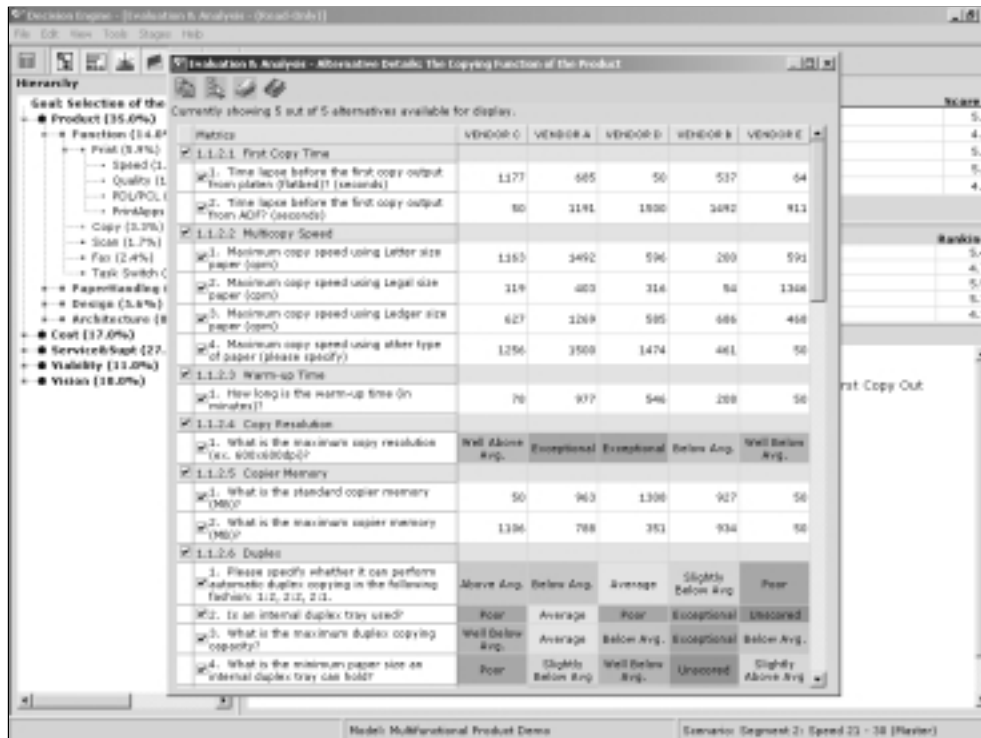 Decision Engine - [Evaluation & Analysis - (Read-Only)]
File Edit View Tools Stages Help
Evaluation & Analysis - Alternative Details: The Copying Function of the Product
Currently showing 5 out of 5 alternatives available for display.
Hierarchy
Goal: Selection of the
Product (35.0%)
Function (14.
Print (5.9%)
Speed (1.
Quality (1
PDL/PCL
PrintApps
Copy (3.3%)
Scan (1.7%)
Fax (2.4%)
Task Switch
PaperHandling
Design (5.6%)
Architecture
Cost (17.0%)
Service&Supt (27.
Viability (11.0%)
Vision (10.0%)
Metrics VENDOR C VENDOR A VENDOR D VENDOR B VENDOR E
1.1.2.1 First Copy Time
1. Time lapse before the first copy output from platen (flatbed)? (seconds) 1177 685 50 537 64
2. Time lapse before the first copy output from ADF? (seconds) 50 1191 1500 1492 911
1.1.2.2 Multicopy Speed
1. Maximum copy speed using Letter size paper (cpm) 1163 1492 596 200 591
2. Maximum copy speed using Legal size paper (cpm) 119 403 316 94 1346
3. Maximum copy speed using Ledger size paper (cpm) 627 1269 585 686 468
4. Maximum copy speed using other type of paper (please specify) 1256 1500 1474 461 50
1.1.2.3 Warm-up Time
1. How long is the warm-up time (in minutes)? 70 977 546 200 50
1.1.2.4 Copy Resolution
1. What is the maximum copy resolution (ex. 600x600dpi)? Well Above Avg. Exceptional Exceptional Below Avg. Well Below Avg.
1.1.2.5 Copier Memory
1. What is the standard copier memory (MB)? 50 963 1300 927 50
2. What is the maximum copier memory (MB)? 1106 788 351 934 50
1.1.2.6 Duplex
1. Please specify whether it can perform automatic duplex copying in the following fashion: 1:2, 2:2, 2:1. Above Avg. Below Avg. Average Slightly Below Avg Poor
2. Is an internal duplex tray used? Poor Average Poor Exceptional Unscored
3. What is the maximum duplex copying capacity? Well Below Avg. Average Below Avg. Exceptional Below Avg.
4. What is the minimum paper size an internal duplex tray can hold? Poor Slightly Below Avg Well Below Avg. Unscored Slightly Above Avg
Score
Rankin
rst Copy Out
Model: Multifunctional Product Demo
Scenario: Segment 2: Speed 21 - 30 (Master)